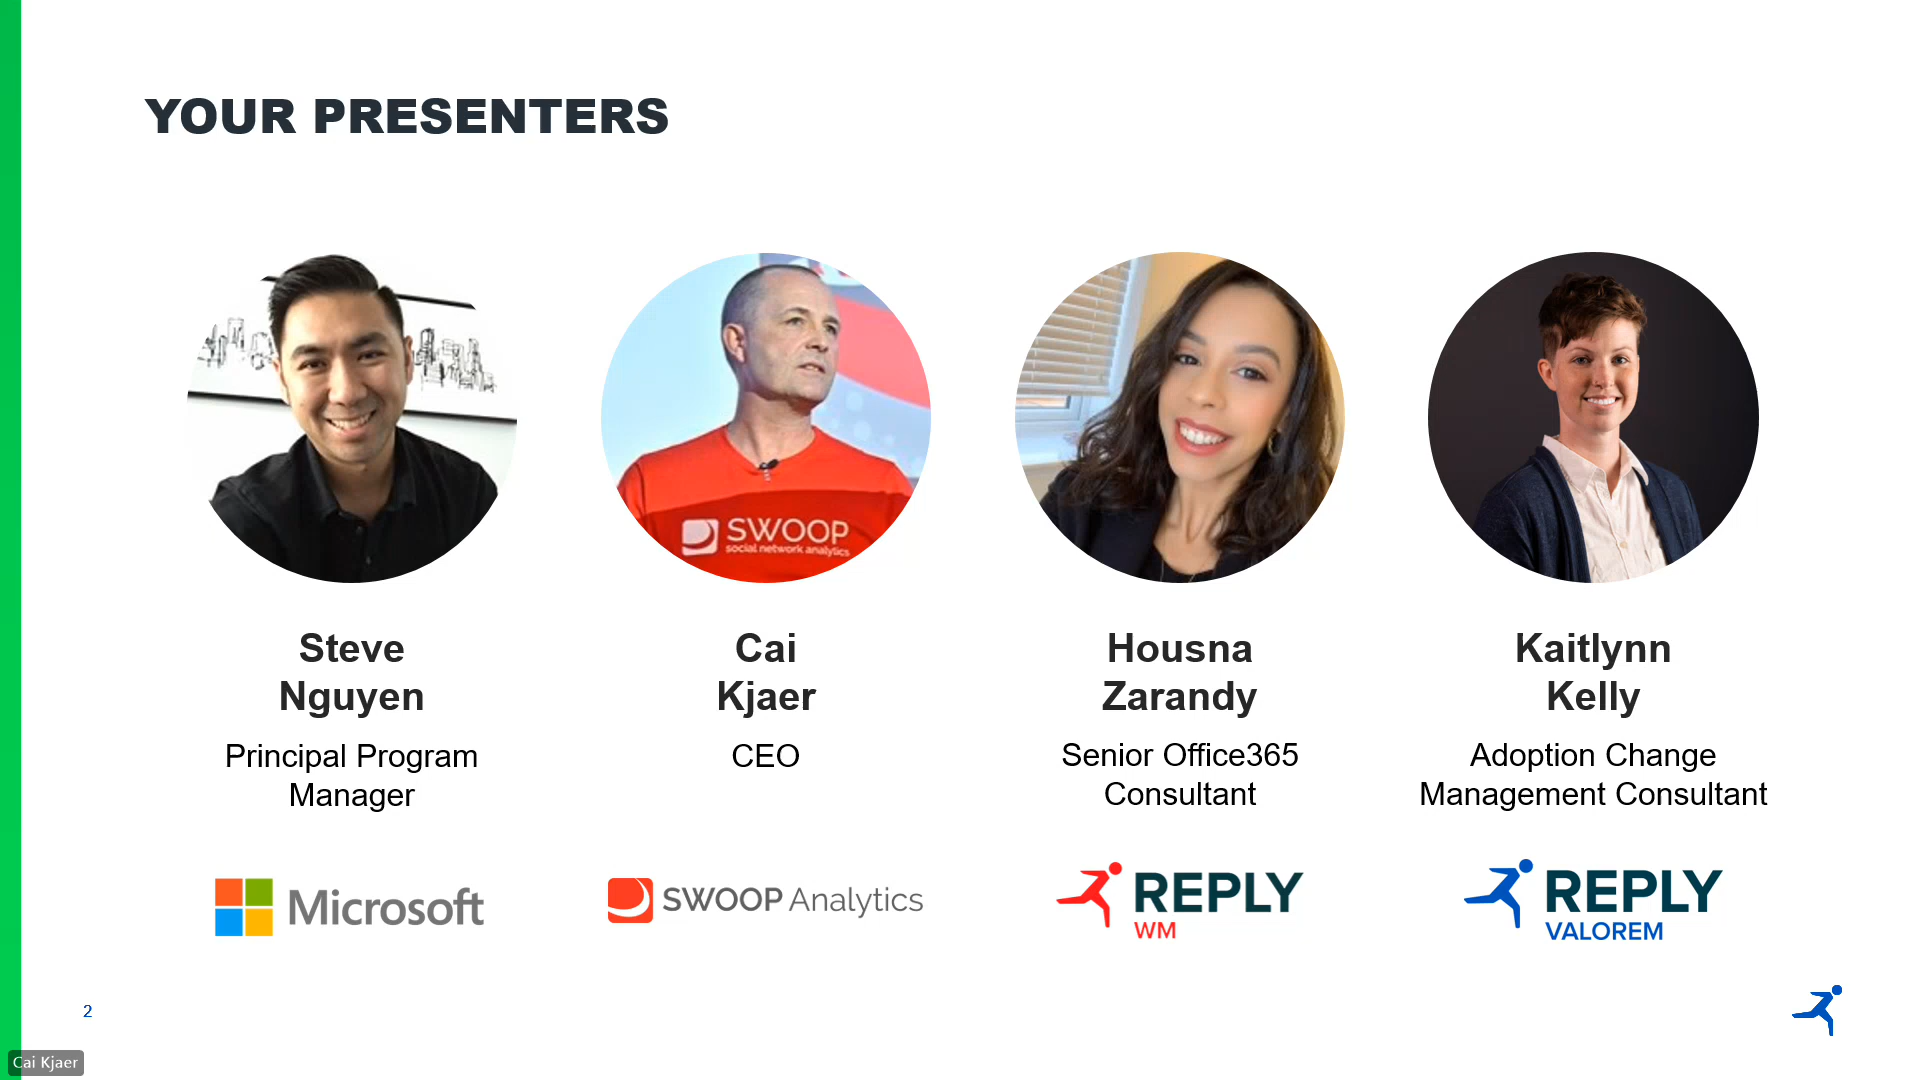 YOUR PRESENTERS
SWOOP
social network analytics
Steve
Nguyen
Principal Program
Manager
Microsoft
Cai
Kjaer
CEO
SWOOP Analytics
Housna
Zarandy
Senior Office365
Consultant
REPLY
WM
Kaitlynn
Kelly
Adoption Change
Management Consultant
REPLY
VALOREM
2
Cai Kjaer